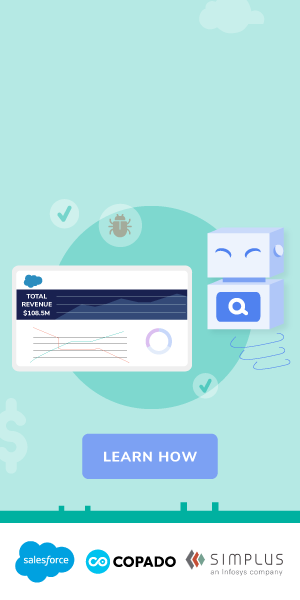 TOTAL
REVENUE
$108.5M
$
LEARN HOW
salesforce
COPADO
SIMPLUS
an Infosys company